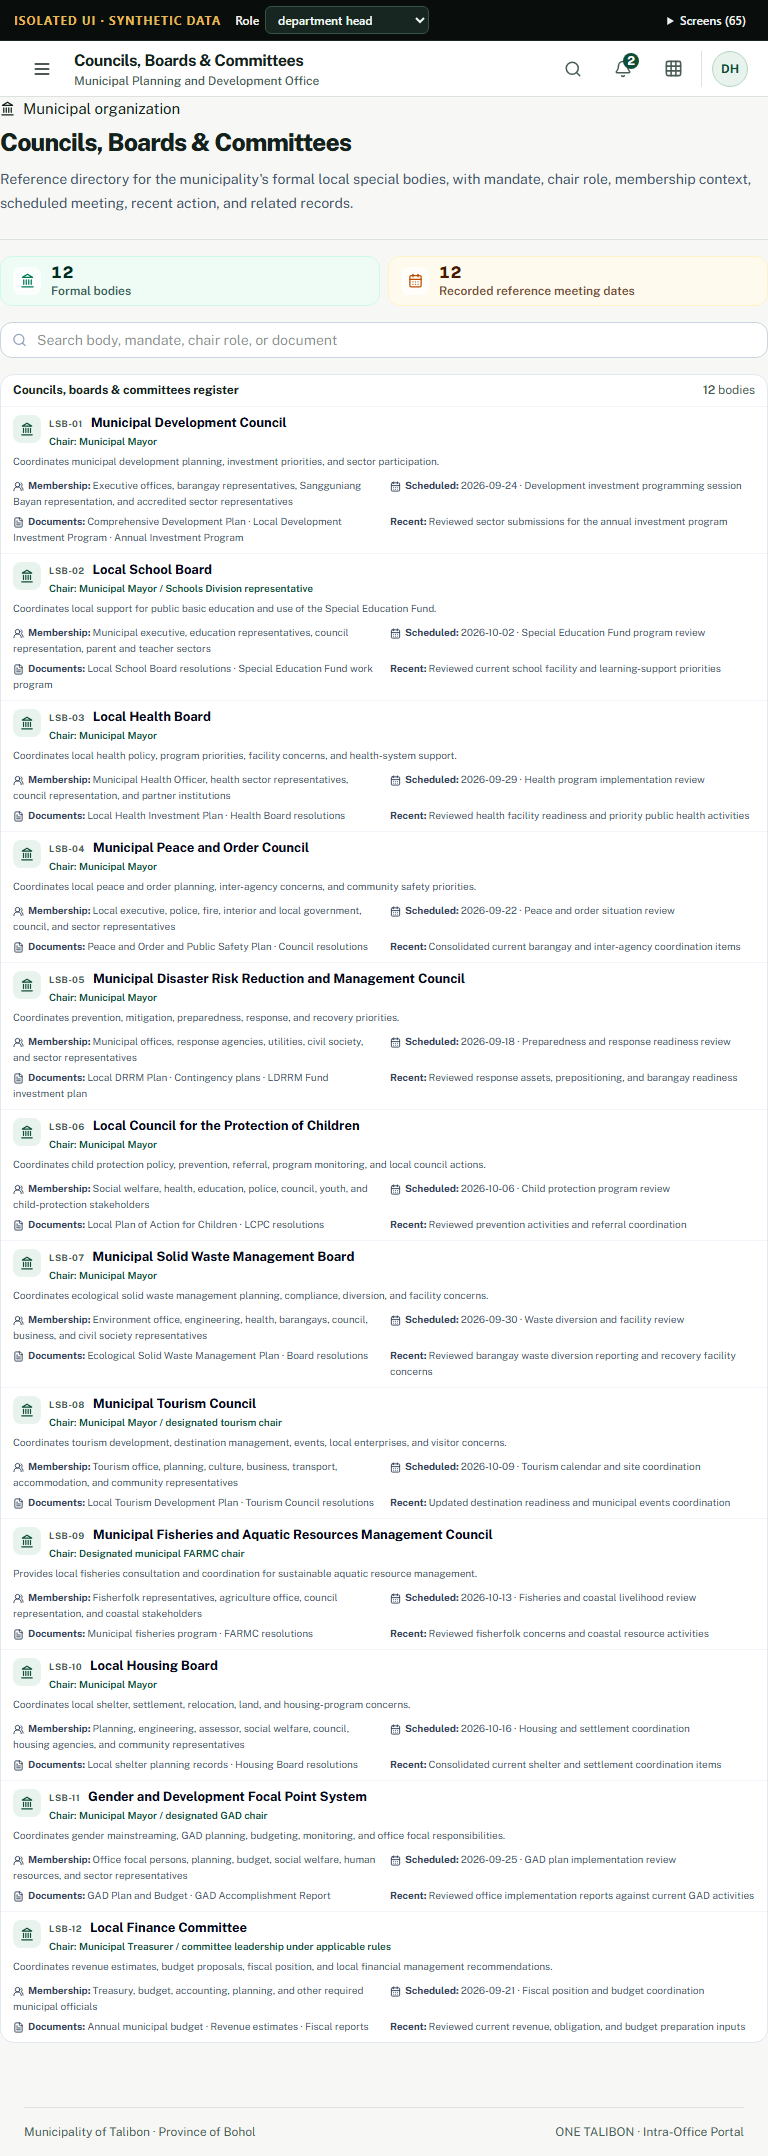 ISOLATED UI · SYNTHETIC DATA Role department head ▶ Screens (65)
Councils, Boards & Committees
Municipal Planning and Development Office
2
DH
Municipal organization
Councils, Boards & Committees
Reference directory for the municipality's formal local special bodies, with mandate, chair role, membership context,
scheduled meeting, recent action, and related records.
12
Formal bodies
12
Recorded reference meeting dates
Search body, mandate, chair role, or document
Councils, boards & committees register 12 bodies
LSB-01 Municipal Development Council
Chair: Municipal Mayor
Coordinates municipal development planning, investment priorities, and sector participation.
Membership: Executive offices, barangay representatives, Sangguniang
Bayan representation, and accredited sector representatives
Scheduled: 2026-09-24 · Development investment programming session
Documents: Comprehensive Development Plan · Local Development
Investment Program · Annual Investment Program
Recent: Reviewed sector submissions for the annual investment program
LSB-02 Local School Board
Chair: Municipal Mayor / Schools Division representative
Coordinates local support for public basic education and use of the Special Education Fund.
Membership: Municipal executive, education representatives, council
representation, parent and teacher sectors
Scheduled: 2026-10-02 · Special Education Fund program review
Documents: Local School Board resolutions · Special Education Fund work
program
Recent: Reviewed current school facility and learning-support priorities
LSB-03 Local Health Board
Chair: Municipal Mayor
Coordinates local health policy, program priorities, facility concerns, and health-system support.
Membership: Municipal Health Officer, health sector representatives,
council representation, and partner institutions
Scheduled: 2026-09-29 · Health program implementation review
Documents: Local Health Investment Plan · Health Board resolutions
Recent: Reviewed health facility readiness and priority public health activities
LSB-04 Municipal Peace and Order Council
Chair: Municipal Mayor
Coordinates local peace and order planning, inter-agency concerns, and community safety priorities.
Membership: Local executive, police, fire, interior and local government,
council, and sector representatives
Scheduled: 2026-09-22 · Peace and order situation review
Documents: Peace and Order and Public Safety Plan · Council resolutions
Recent: Consolidated current barangay and inter-agency coordination items
LSB-05 Municipal Disaster Risk Reduction and Management Council
Chair: Municipal Mayor
Coordinates prevention, mitigation, preparedness, response, and recovery priorities.
Membership: Municipal offices, response agencies, utilities, civil society,
and sector representatives
Scheduled: 2026-09-18 · Preparedness and response readiness review
Documents: Local DRRM Plan · Contingency plans · LDRRM Fund
investment plan
Recent: Reviewed response assets, prepositioning, and barangay readiness
LSB-06 Local Council for the Protection of Children
Chair: Municipal Mayor
Coordinates child protection policy, prevention, referral, program monitoring, and local council actions.
Membership: Social welfare, health, education, police, council, youth, and
child-protection stakeholders
Scheduled: 2026-10-06 · Child protection program review
Documents: Local Plan of Action for Children · LCPC resolutions
Recent: Reviewed prevention activities and referral coordination
LSB-07 Municipal Solid Waste Management Board
Chair: Municipal Mayor
Coordinates ecological solid waste management planning, compliance, diversion, and facility concerns.
Membership: Environment office, engineering, health, barangays, council,
business, and civil society representatives
Scheduled: 2026-09-30 · Waste diversion and facility review
Documents: Ecological Solid Waste Management Plan · Board resolutions
Recent: Reviewed barangay waste diversion reporting and recovery facility
concerns
LSB-08 Municipal Tourism Council
Chair: Municipal Mayor / designated tourism chair
Coordinates tourism development, destination management, events, local enterprises, and visitor concerns.
Membership: Tourism office, planning, culture, business, transport,
accommodation, and community representatives
Scheduled: 2026-10-09 · Tourism calendar and site coordination
Documents: Local Tourism Development Plan · Tourism Council resolutions
Recent: Updated destination readiness and municipal events coordination
LSB-09 Municipal Fisheries and Aquatic Resources Management Council
Chair: Designated municipal FARMC chair
Provides local fisheries consultation and coordination for sustainable aquatic resource management.
Membership: Fisherfolk representatives, agriculture office, council
representation, and coastal stakeholders
Scheduled: 2026-10-13 · Fisheries and coastal livelihood review
Documents: Municipal fisheries program · FARMC resolutions
Recent: Reviewed fisherfolk concerns and coastal resource activities
LSB-10 Local Housing Board
Chair: Municipal Mayor
Coordinates local shelter, settlement, relocation, land, and housing-program concerns.
Membership: Planning, engineering, assessor, social welfare, council,
housing agencies, and community representatives
Scheduled: 2026-10-16 · Housing and settlement coordination
Documents: Local shelter planning records · Housing Board resolutions
Recent: Consolidated current shelter and settlement coordination items
LSB-11 Gender and Development Focal Point System
Chair: Municipal Mayor / designated GAD chair
Coordinates gender mainstreaming, GAD planning, budgeting, monitoring, and office focal responsibilities.
Membership: Office focal persons, planning, budget, social welfare, human
resources, and sector representatives
Scheduled: 2026-09-25 · GAD plan implementation review
Documents: GAD Plan and Budget · GAD Accomplishment Report
Recent: Reviewed office implementation reports against current GAD activities
LSB-12 Local Finance Committee
Chair: Municipal Treasurer / committee leadership under applicable rules
Coordinates revenue estimates, budget proposals, fiscal position, and local financial management recommendations.
Membership: Treasury, budget, accounting, planning, and other required
municipal officials
Scheduled: 2026-09-21 · Fiscal position and budget coordination
Documents: Annual municipal budget · Revenue estimates · Fiscal reports
Recent: Reviewed current revenue, obligation, and budget preparation inputs
Municipality of Talibon · Province of Bohol ONE TALIBON · Intra-Office Portal